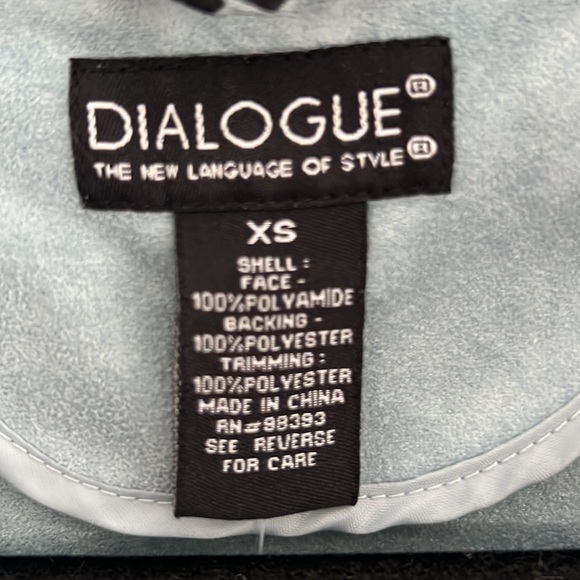 DIALOGUE®
THE NEW LANGUAGE OF STYLE®
XS
SHELL :
FACE -
100%POLYAMIDE
BACKING -
100%POLYESTER
TRIMMING :
100%POLYESTER
MADE IN CHINA
RN#98393
SEE REVERSE
FOR CARE